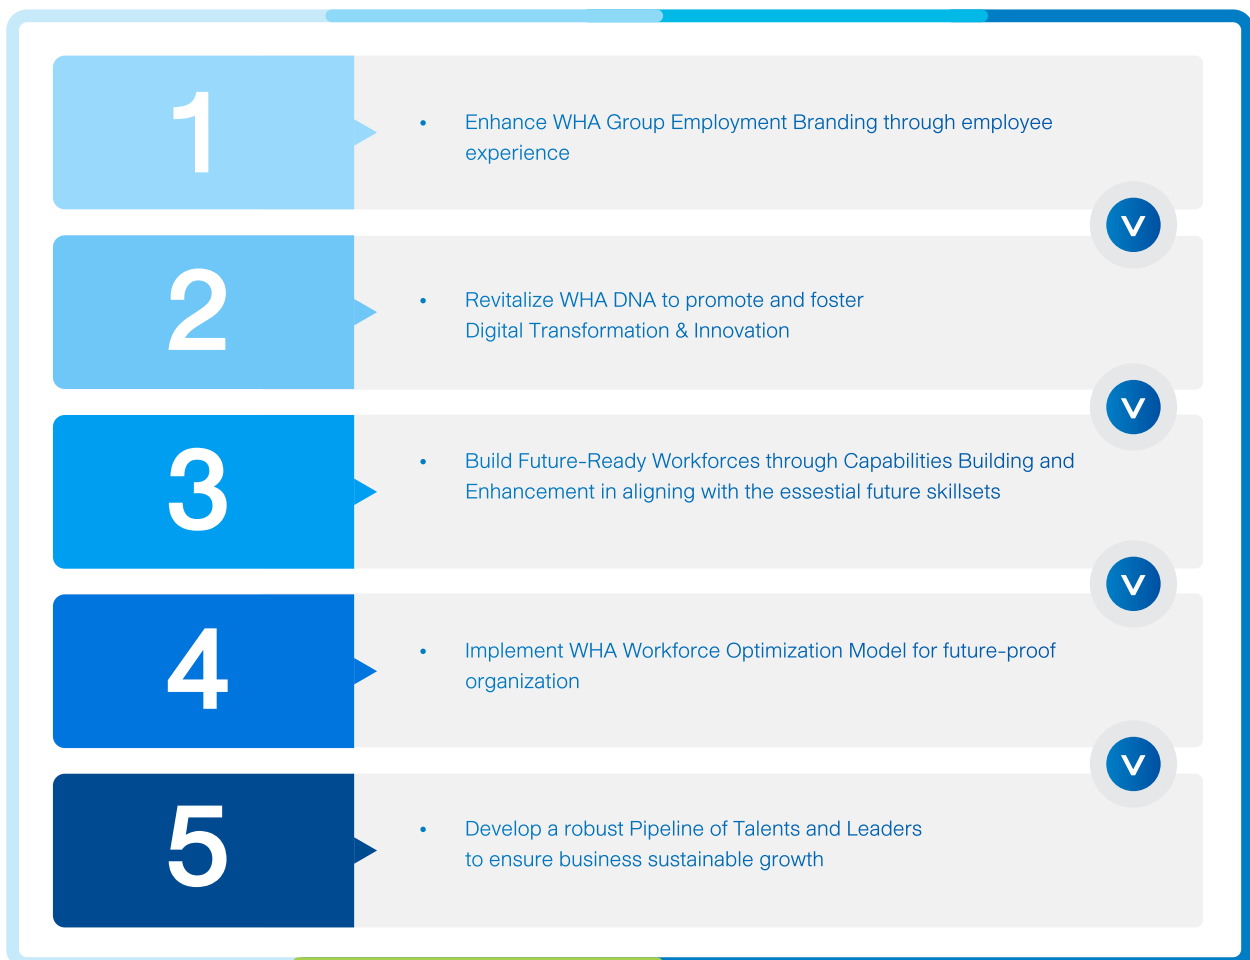 1
• Enhance WHA Group Employment Branding through employee
experience
V
2
• Revitalize WHA DNA to promote and foster
Digital Transformation & Innovation
V
3
• Build Future-Ready Workforces through Capabilities Building and
Enhancement in aligning with the essestial future skillsets
V
4
• Implement WHA Workforce Optimization Model for future-proof
organization
V
5
• Develop a robust Pipeline of Talents and Leaders
to ensure business sustainable growth